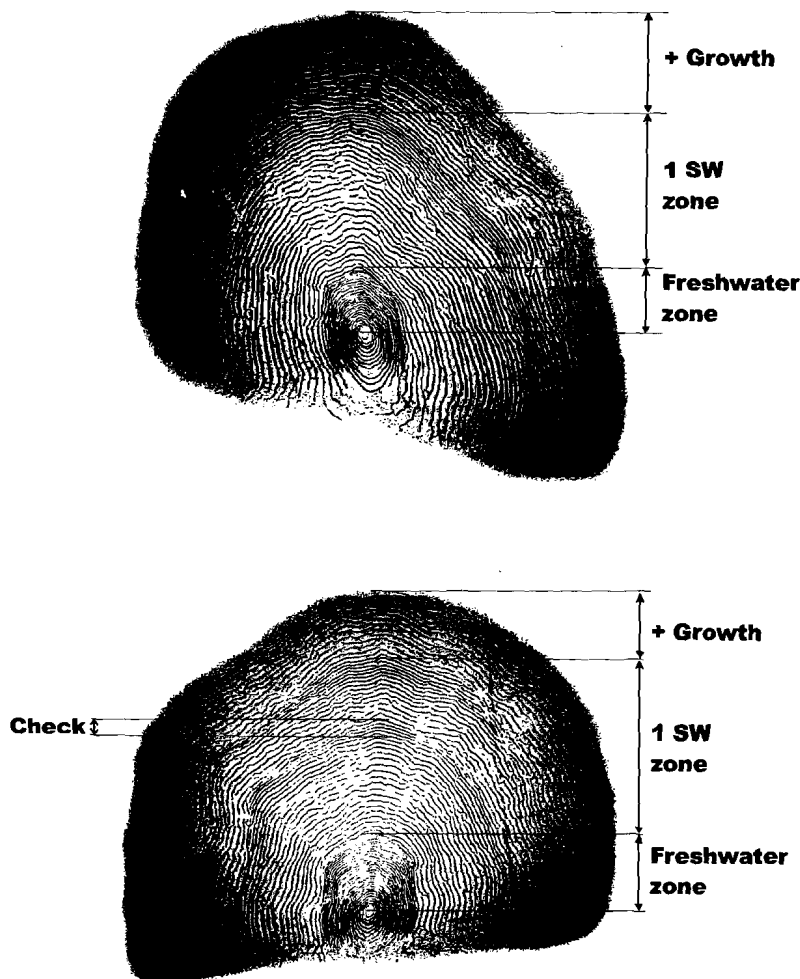 + Growth
1 SW
zone
Freshwater
zone
+ Growth
Check
1 SW
zone
Freshwater
zone